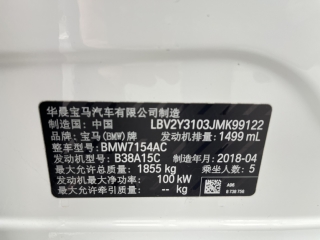 华晨宝马汽车有限公司制造
制造国：中国 LBV2Y3103JMK99122
品牌：宝马(BMW)牌 发动机排量：1499 mL
整车型号：BMW7154AC
发动机型号：B38A15C 制造年月：2018-04
最大允许总质量：1855 kg 乘坐人数：5
发动机最大净功率：100 kW
最大允许牵引质量：-- kg